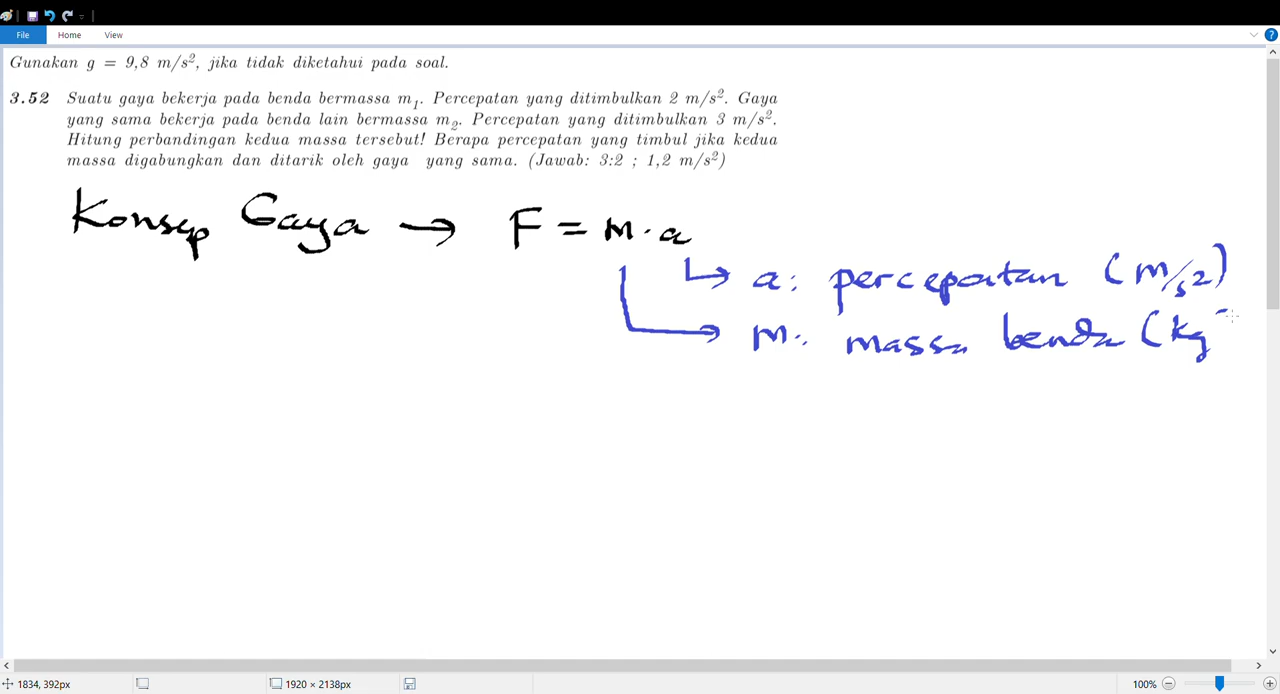 File Home View
Gunakan g = 9,8 m/s², jika tidak diketahui pada soal.
3.52 Suatu gaya bekerja pada benda bermassa m₁. Percepatan yang ditimbulkan 2 m/s². Gaya
yang sama bekerja pada benda lain bermassa m₂. Percepatan yang ditimbulkan 3 m/s².
Hitung perbandingan kedua massa tersebut! Berapa percepatan yang timbul jika kedua
massa digabungkan dan ditarik oleh gaya yang sama. (Jawab: 3:2 ; 1,2 m/s²)
Konsep Gaya → F = m . a
a : percepatan (m/s2)
m : massa benda (kg
1834, 392px 1920 × 2138px 100%